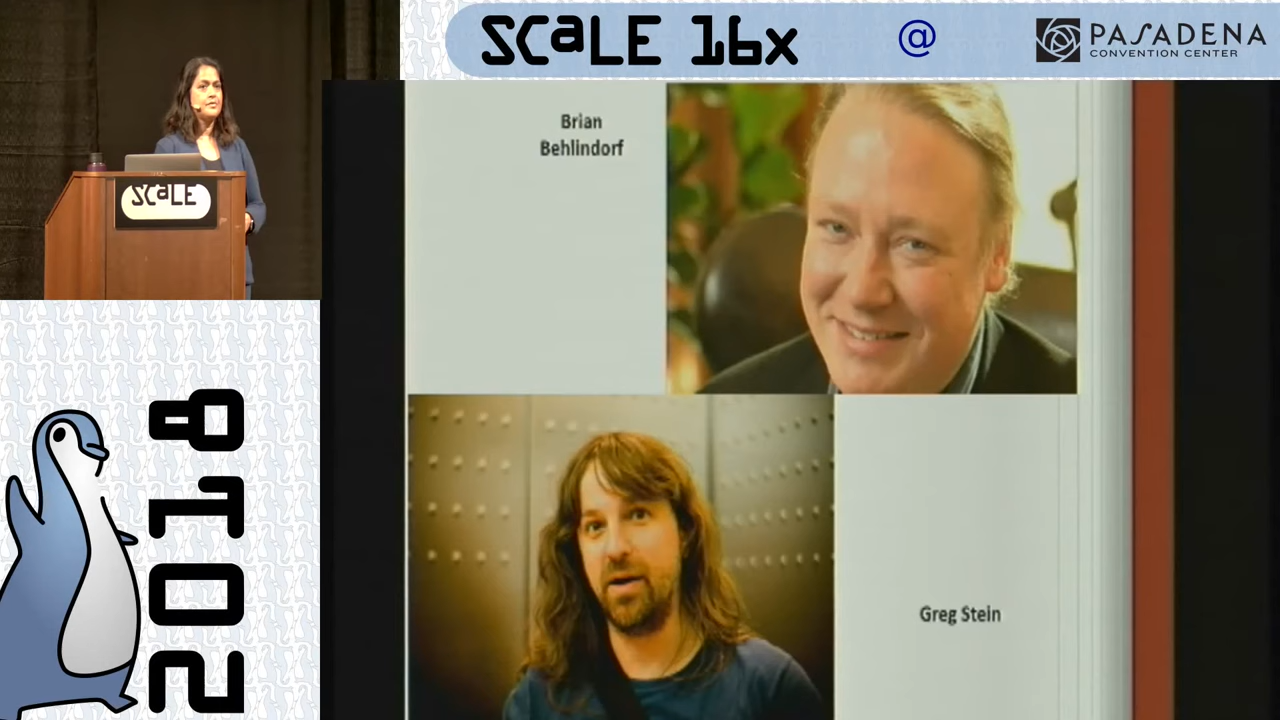 SCaLE 16x
@
PASADENA
CONVENTION CENTER
SCaLE
Brian
Behlindorf
Greg Stein
2018